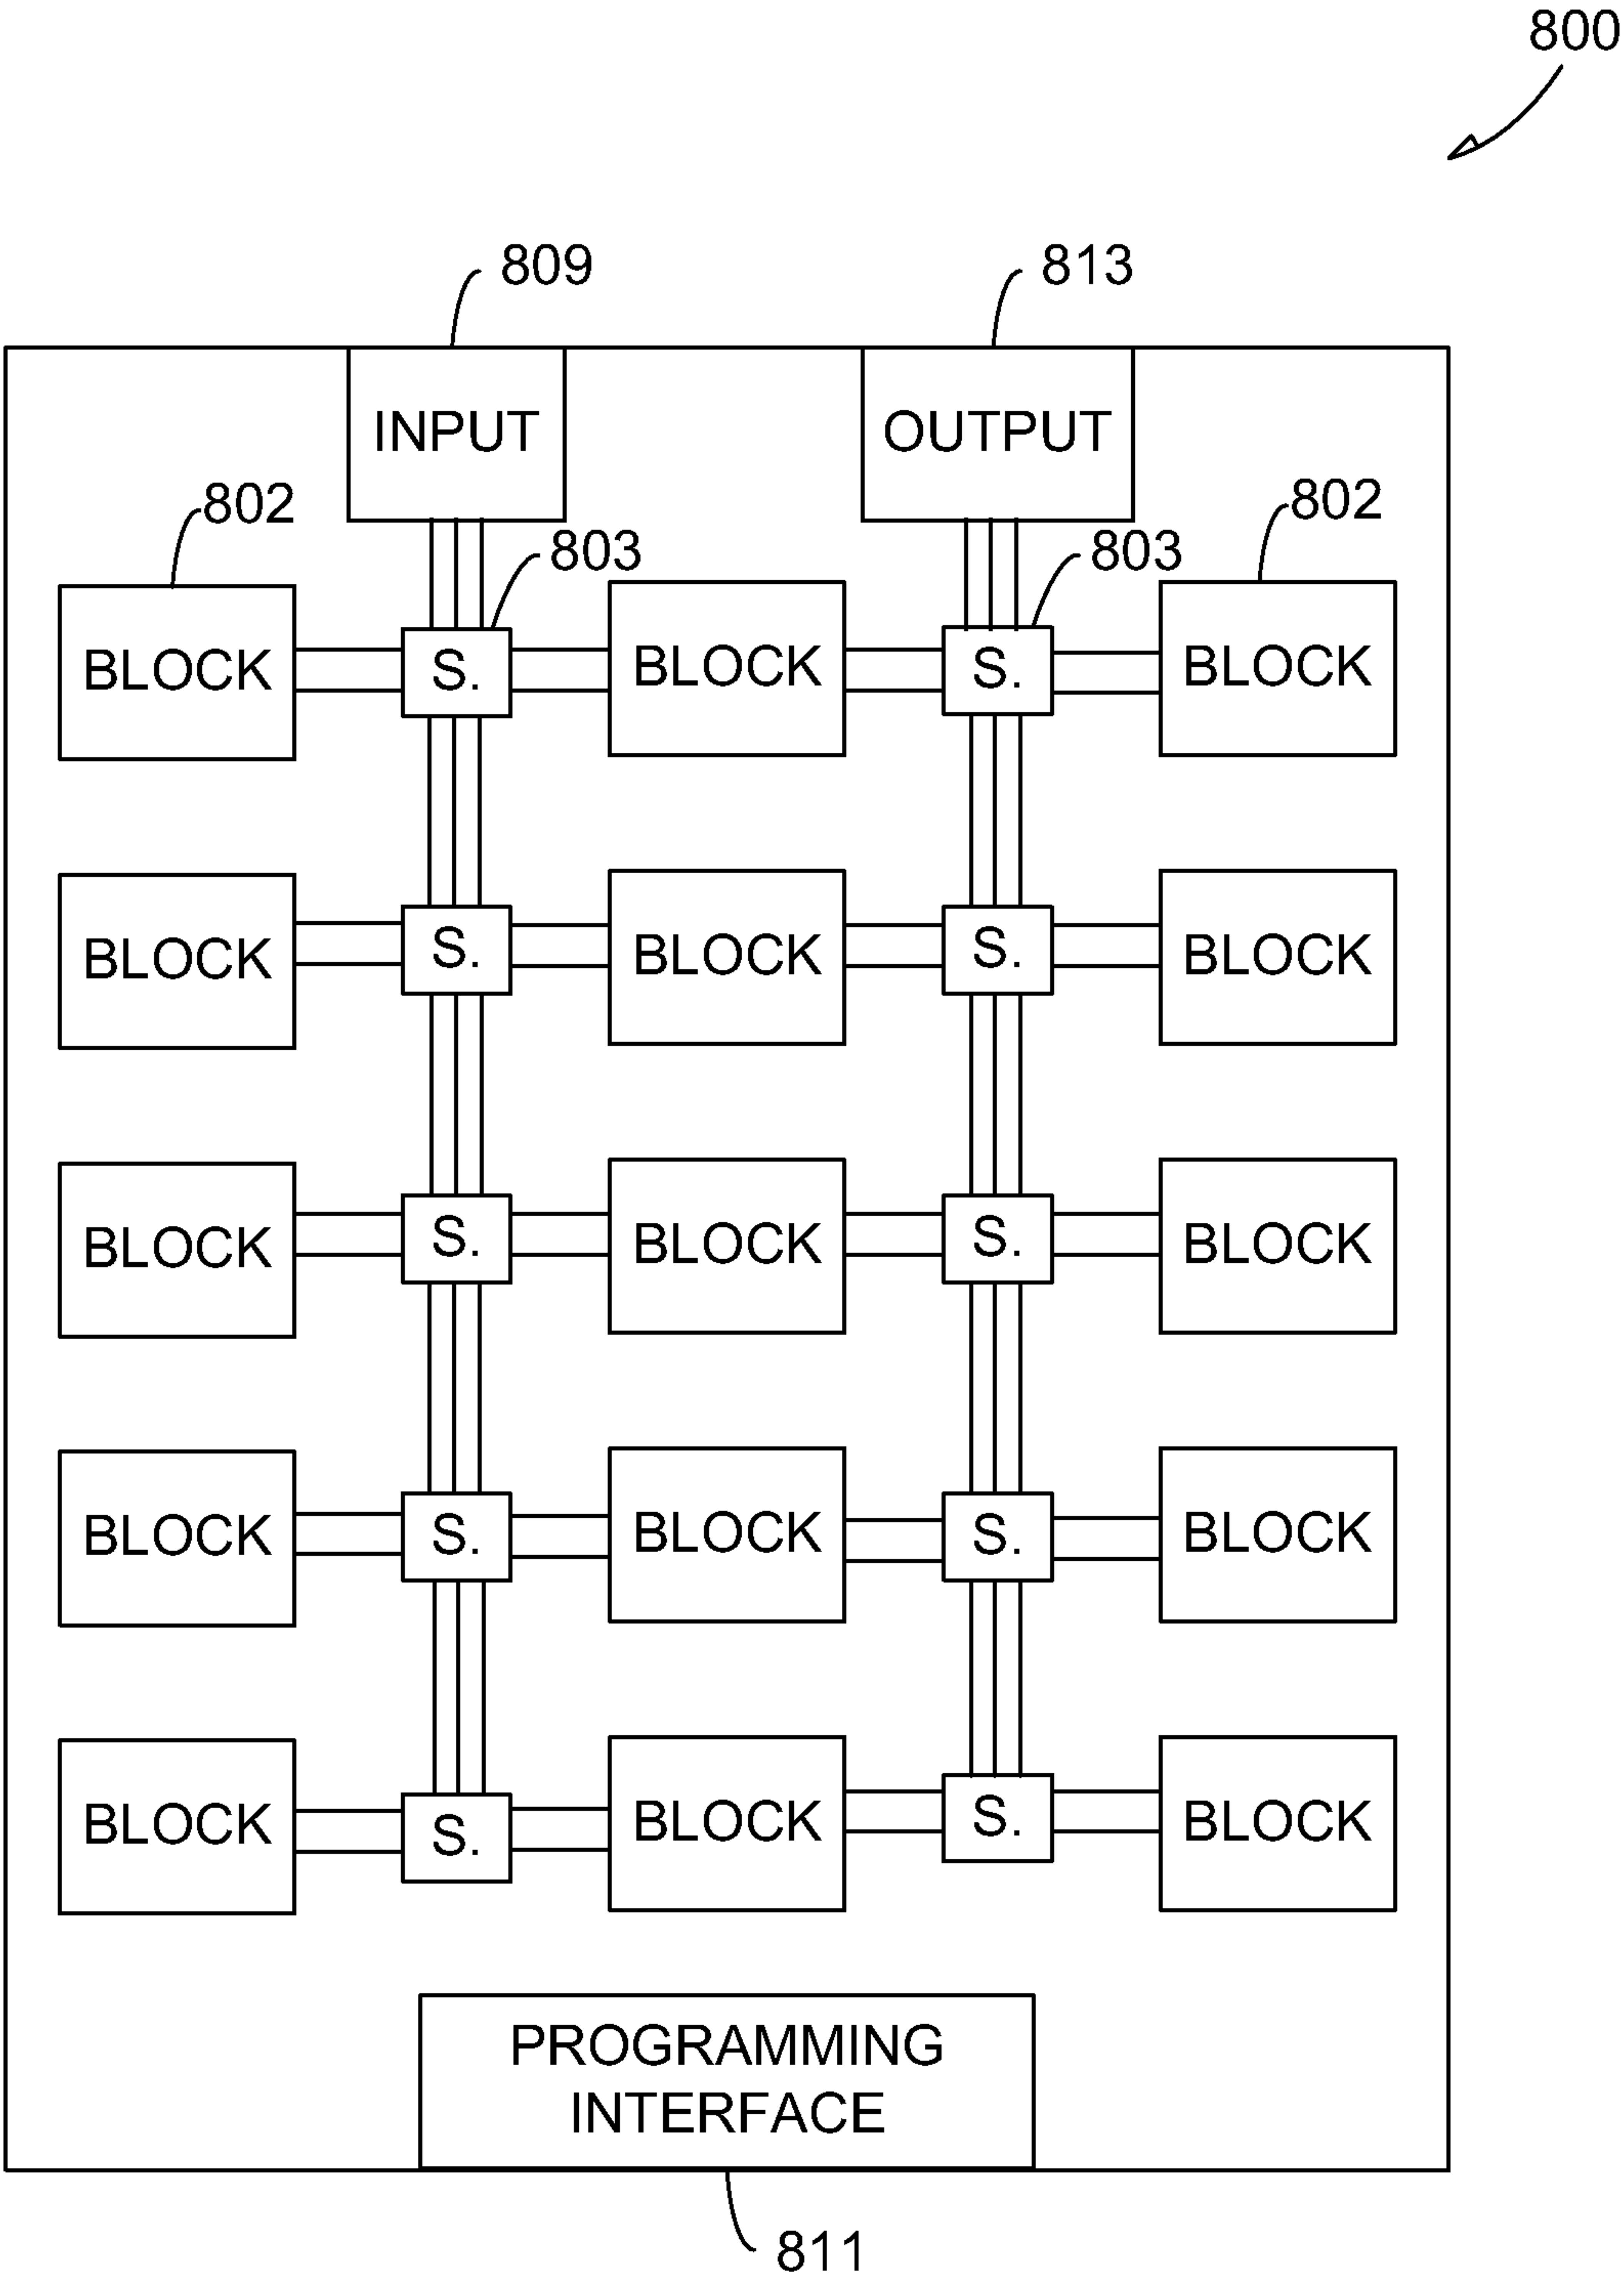 800
809
813
INPUT
OUTPUT
802
802
803
803
BLOCK
S.
BLOCK
S.
BLOCK
BLOCK
S.
BLOCK
S.
BLOCK
BLOCK
S.
BLOCK
S.
BLOCK
BLOCK
S.
BLOCK
S.
BLOCK
BLOCK
S.
BLOCK
S.
BLOCK
PROGRAMMING
INTERFACE
811